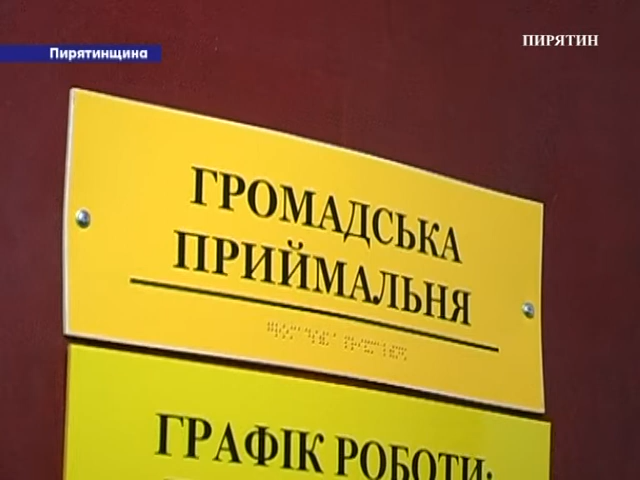 Пирятинщина
ПИРЯТИН
ГРОМАДСЬКА
ПРИЙМАЛЬНЯ
ГРАФІК РОБОТИ: